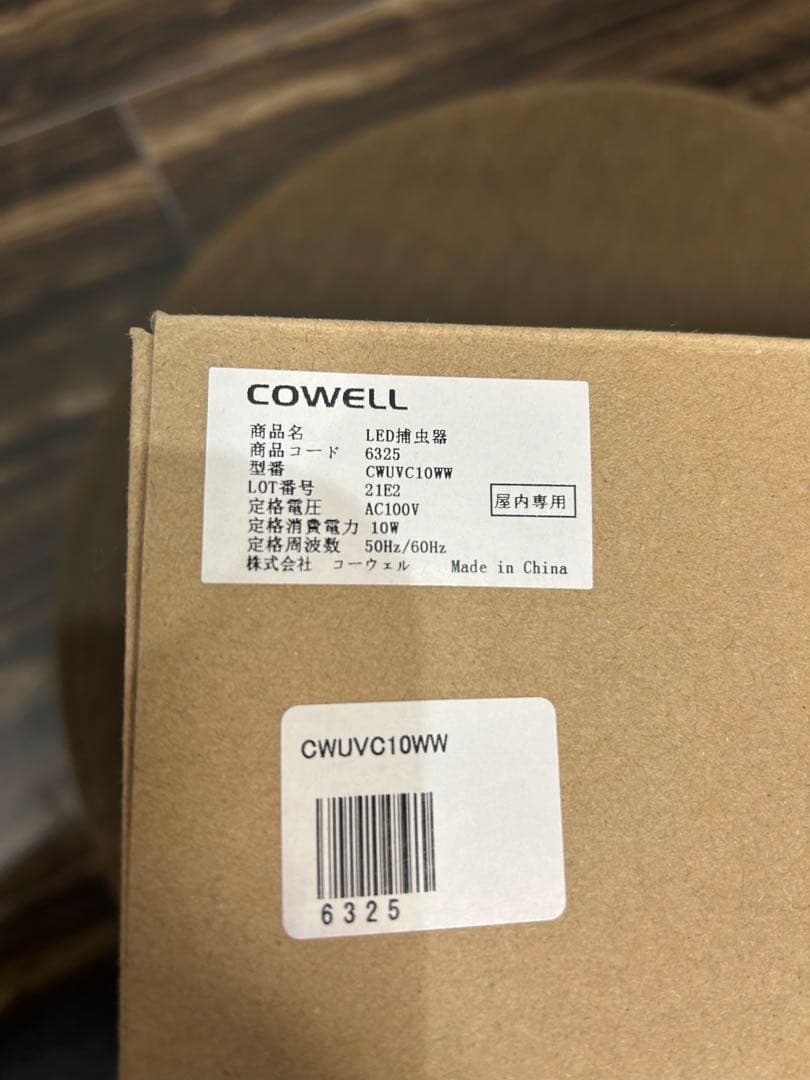 COWELL
商品名 LED捕虫器
商品コード 6325
型番 CWUVC10WW
LOT番号 21E2
定格電圧 AC100V
屋内専用
定格消費電力 10W
定格周波数 50Hz/60Hz
株式会社 コーウェル Made in China
CWUVC10WW
6325